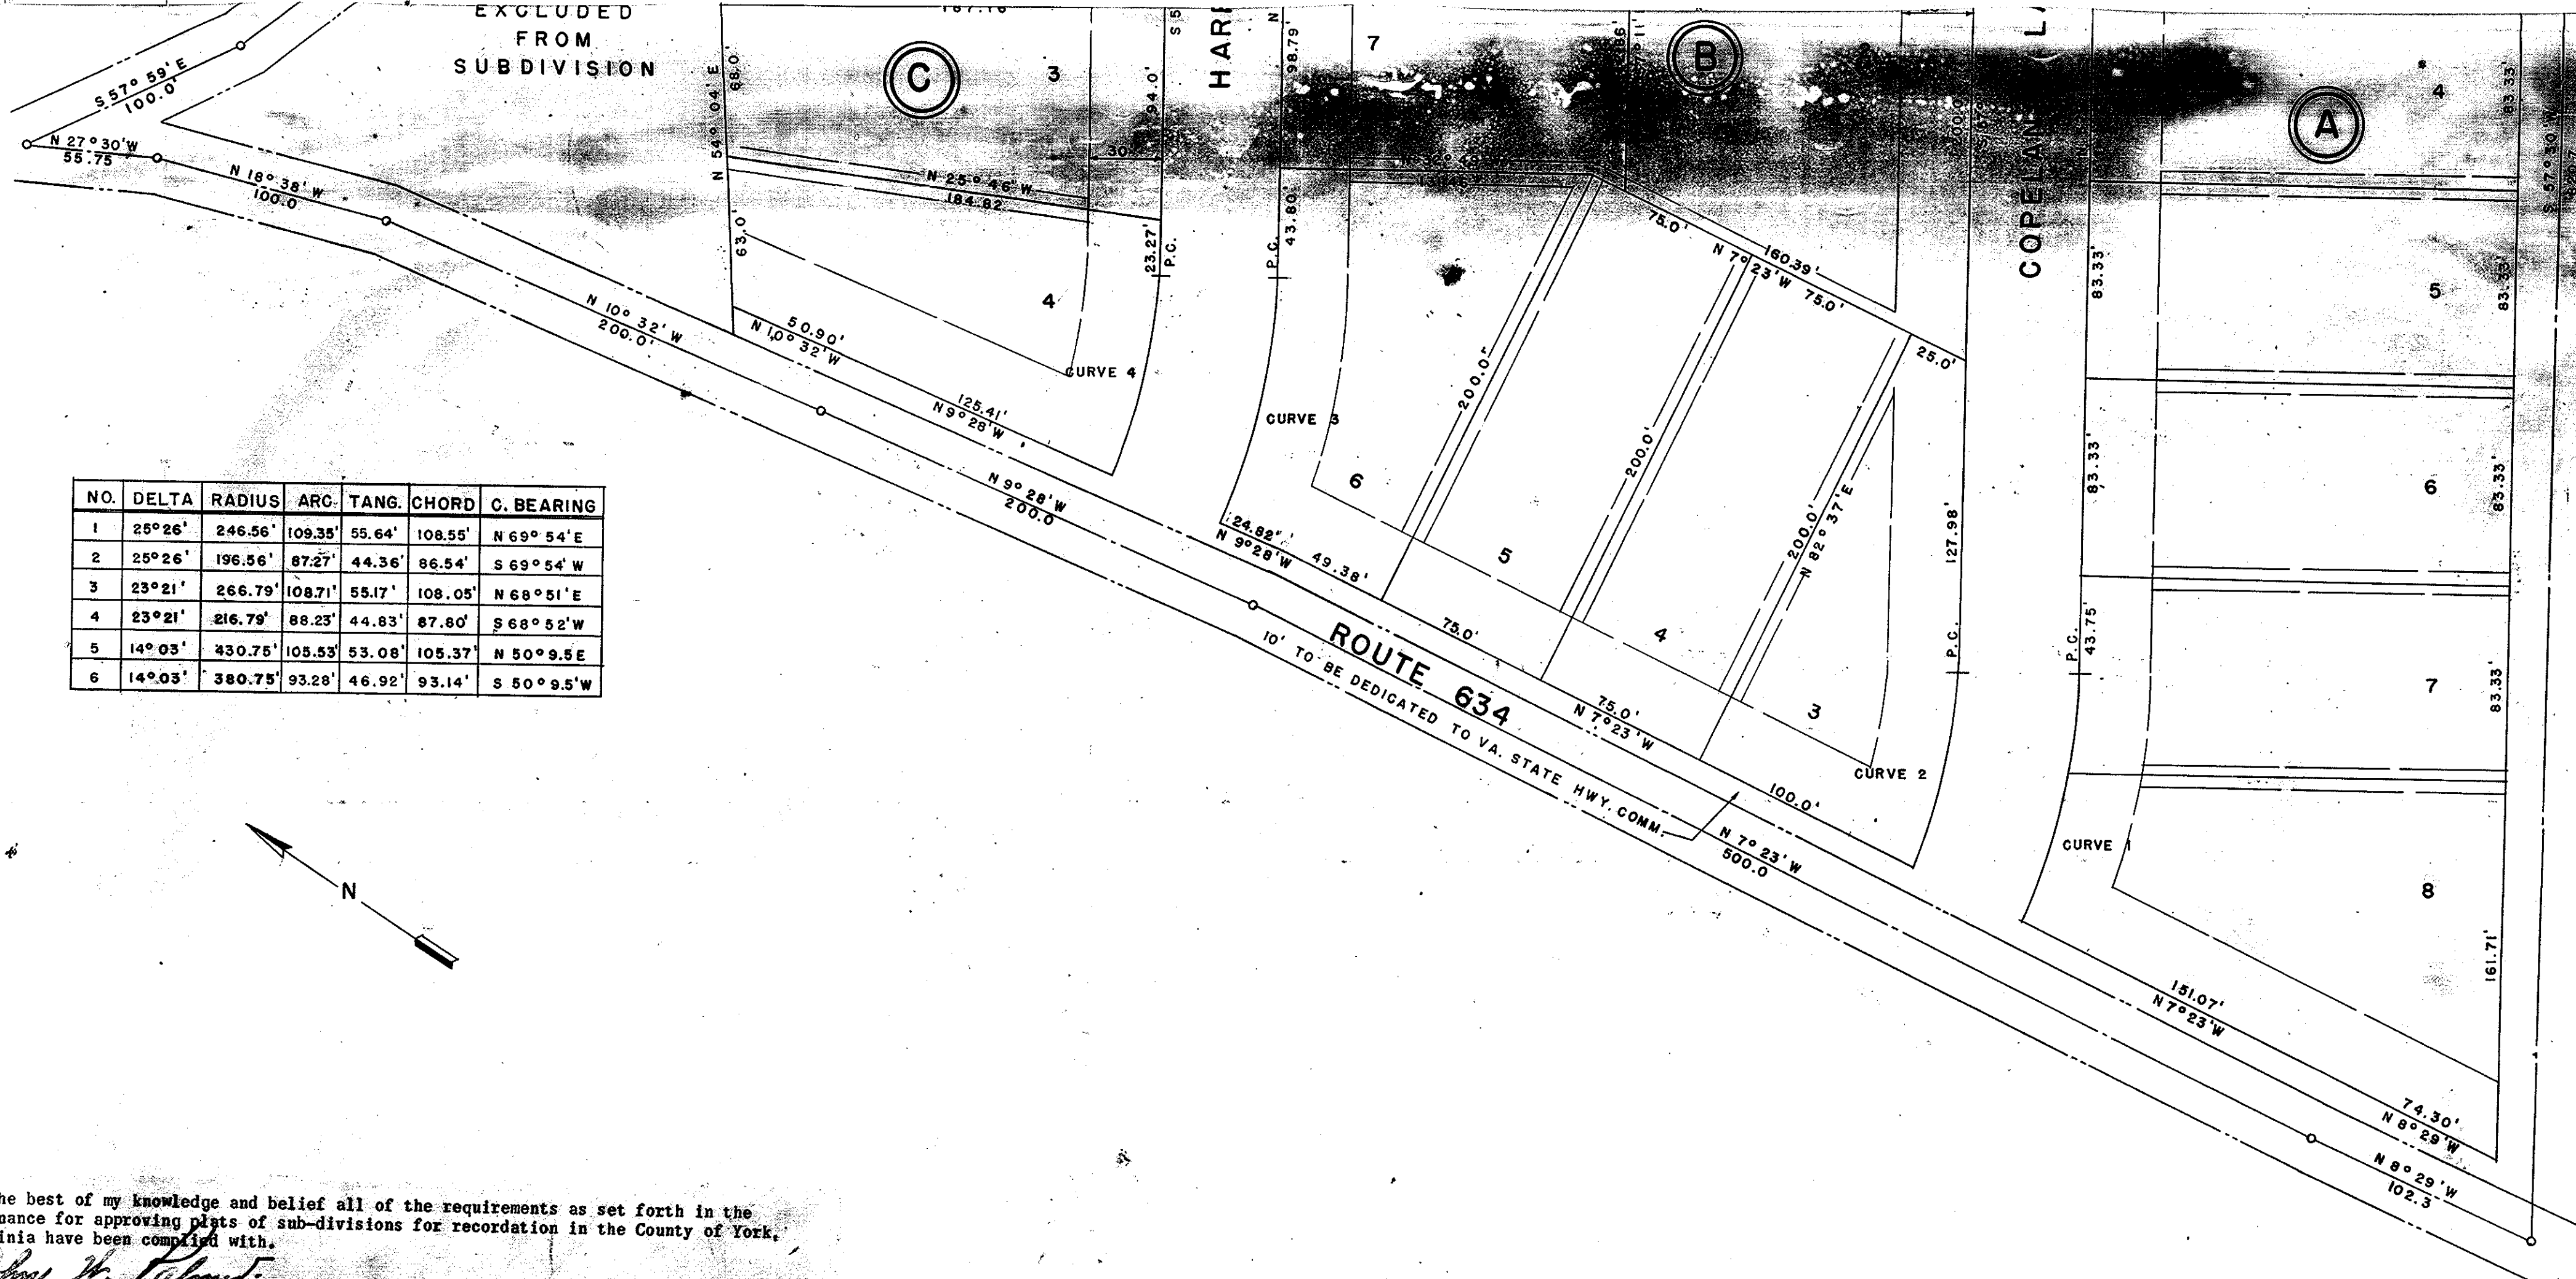 EXCLUDED
FROM
SUBDIVISION
S 57° 59' E
100.0'
N 27° 30' W
55.75
N 18° 38' W
100.0
N 10° 32' W
200.0'
N 54° 04' E
68.0'
63.0'
C
3
94.0'
30
N 25° 46' W
184.82
23.27'
P.C.
4
CURVE 4
50.90'
N 10° 32' W
125.41'
N 9° 28' W
N 9° 28' W
200.0
N
98.79'
43.80'
P.C.
7
B
CURVE 3
6
24.82'
N 9° 28' W
49.38'
75.0'
N 7° 23' W
75.0'
160.39'
25.0'
200.0'
200.0'
200.0'
N 82° 37' E
5
4
3
75.0'
75.0'
N 7° 23' W
100.0'
CURVE 2
127.98'
P.C.
ROUTE 634
10' TO BE DEDICATED TO VA. STATE HWY. COMM.
N 7° 23' W
500.0
COPELAN
A
4
83.33'
S 57° 30' W
83.33'
5
83.33'
83.33'
6
83.33'
43.75'
P.C.
7
83.33'
CURVE 1
8
161.71'
151.07'
N 7° 23' W
74.30'
N 8° 29' W
N 8° 29' W
102.3
NO. DELTA RADIUS ARC TANG. CHORD C. BEARING
1 25° 26' 246.56' 109.35' 55.64' 108.55' N 69° 54' E
2 25° 26' 196.56' 87.27' 44.36' 86.54' S 69° 54' W
3 23° 21' 266.79' 108.71' 55.17' 108.05' N 68° 51' E
4 23° 21' 216.79' 88.23' 44.83' 87.80' S 68° 52' W
5 14° 03' 430.75' 105.53' 53.08' 105.37' N 50° 9.5 E
6 14° 03' 380.75' 93.28' 46.92' 93.14' S 50° 9.5' W
N
he best of my knowledge and belief all of the requirements as set forth in the
nance for approving plats of sub-divisions for recordation in the County of York,
inia have been complied with.